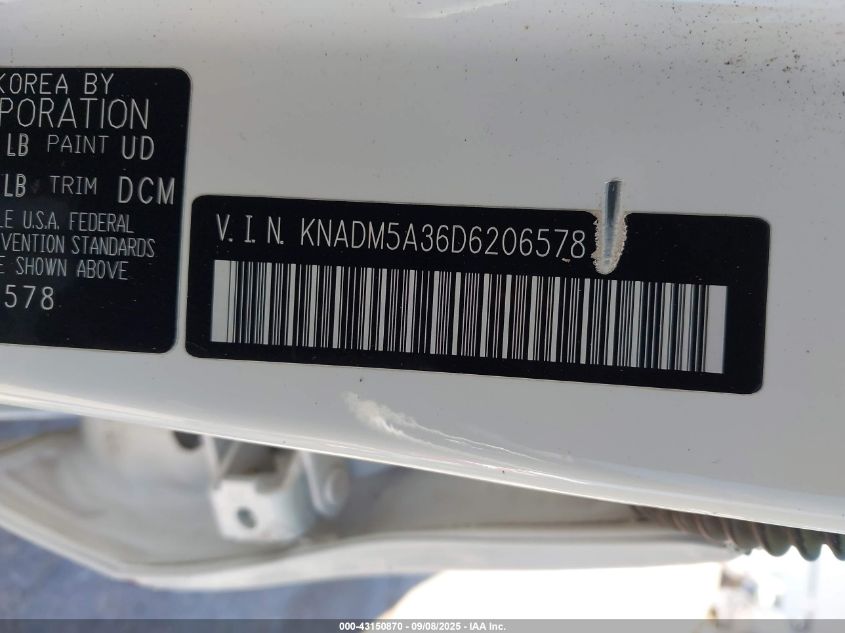 KOREA BY
PORATION
LB PAINT UD
LB TRIM DCM
LE U.S.A. FEDERAL
VENTION STANDARDS
E SHOWN ABOVE
578
V.I.N. KNADM5A36D6206578
000-43150870 - 09/08/2025 - IAA Inc.